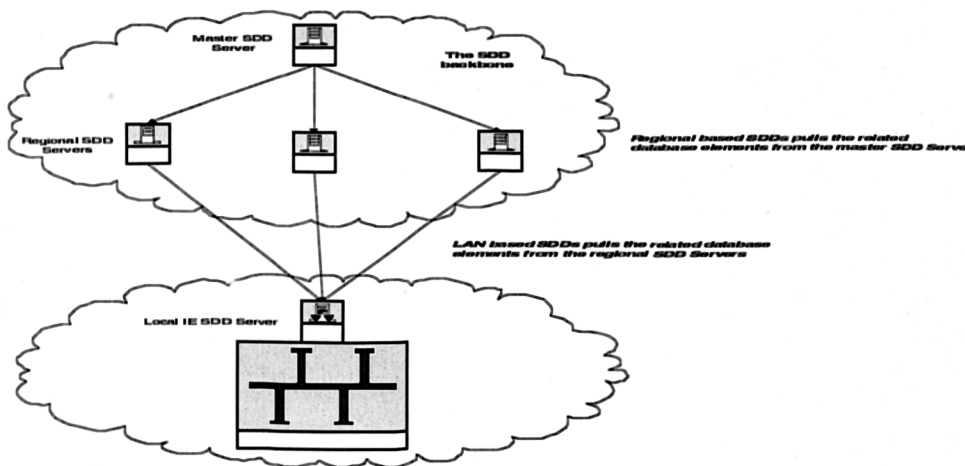 Master SDD
Server
The SDD
backbone
Regional SDD
Servers
Regional based SDDs pulls the related
database elements from the master SDD Serve
LAN based SDDs pulls the related database
elements from the regional SDD Servers
Local IE SDD Server